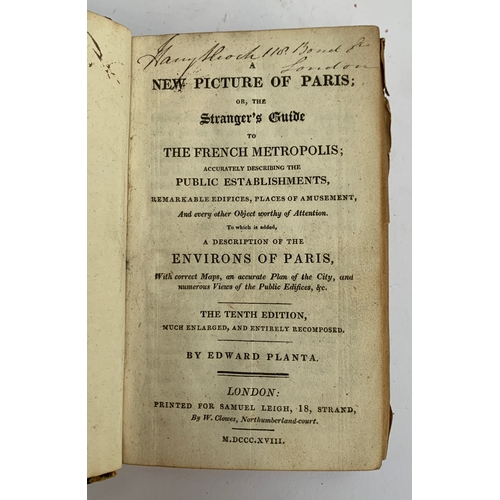 118 Bond St
London
A
NEW PICTURE OF PARIS;
OR, THE
Stranger's Guide
TO
THE FRENCH METROPOLIS;
ACCURATELY DESCRIBING THE
PUBLIC ESTABLISHMENTS,
REMARKABLE EDIFICES, PLACES OF AMUSEMENT,
And every other Object worthy of Attention.
To which is added,
A DESCRIPTION OF THE
ENVIRONS OF PARIS,
With correct Maps, an accurate Plan of the City, and
numerous Views of the Public Edifices, &c.
THE TENTH EDITION,
MUCH ENLARGED, AND ENTIRELY RECOMPOSED.
BY EDWARD PLANTA.
LONDON:
PRINTED FOR SAMUEL LEIGH, 18, STRAND,
By W. Clowes, Northumberland-court.
M.DCCC.XVIII.